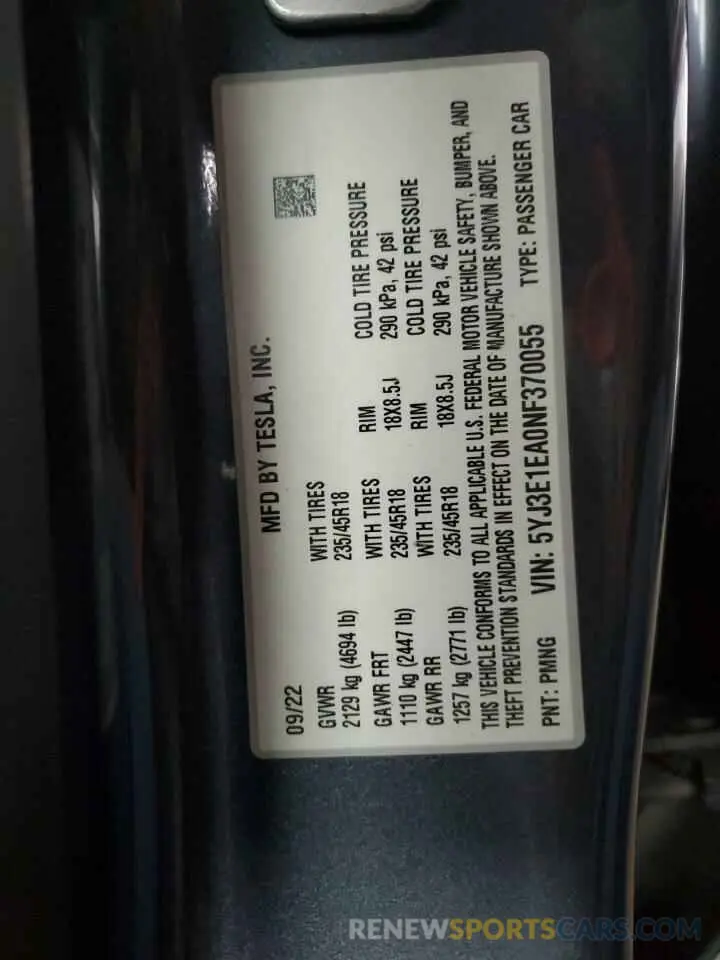 09/22 MFD BY TESLA, INC.
GVWR WITH TIRES
2129 kg (4694 lb) 235/45R18
GAWR FRT WITH TIRES RIM COLD TIRE PRESSURE
1110 kg (2447 lb) 235/45R18 18X8.5J 290 kPa, 42 psi
GAWR RR WITH TIRES RIM COLD TIRE PRESSURE
1257 kg (2771 lb) 235/45R18 18X8.5J 290 kPa, 42 psi
THIS VEHICLE CONFORMS TO ALL APPLICABLE U.S. FEDERAL MOTOR VEHICLE SAFETY, BUMPER, AND
THEFT PREVENTION STANDARDS IN EFFECT ON THE DATE OF MANUFACTURE SHOWN ABOVE.
PNT: PMNG VIN: 5YJ3E1EA0NF370055 TYPE: PASSENGER CAR
RENEWSPORTSCARS.COM